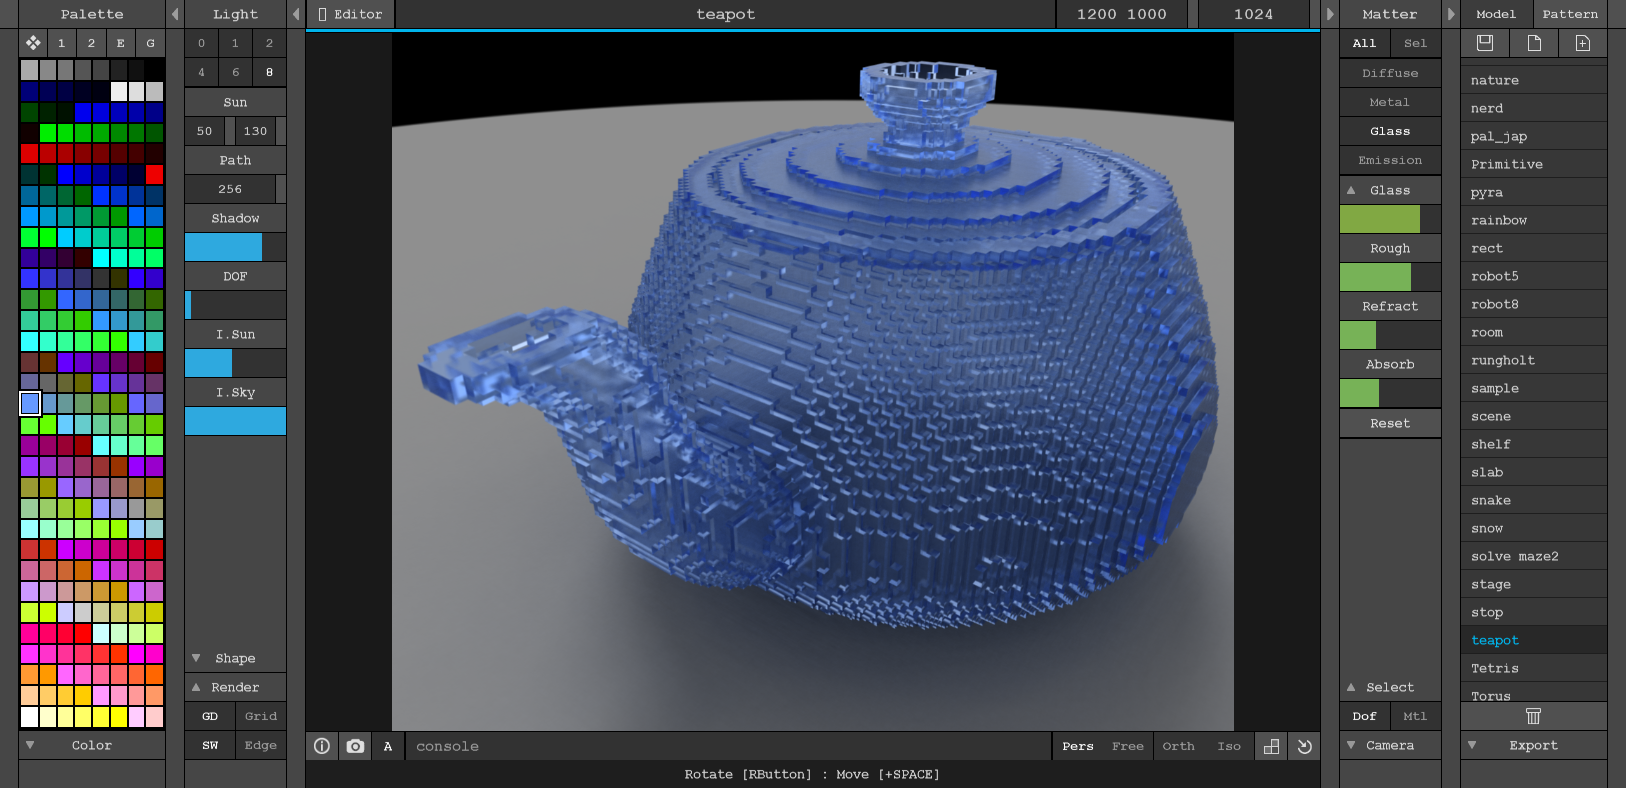 Palette
1 2 E G
Color
Light
0 1 2
4 6 8
Sun
50 130
Path
256
Shadow
DOF
I.Sun
I.Sky
Shape
Render
GD Grid
SW Edge
Editor teapot 1200 1000 1024
A console Pers Free Orth Iso
Rotate [RButton] : Move [+SPACE]
Matter
All Sel
Diffuse
Metal
Glass
Emission
Glass
Rough
Refract
Absorb
Reset
Select
Dof Mtl
Camera
Model Pattern
nature
nerd
pal_jap
Primitive
pyra
rainbow
rect
robot5
robot8
room
rungholt
sample
scene
shelf
slab
snake
snow
solve maze2
stage
stop
teapot
Tetris
Torus
Export